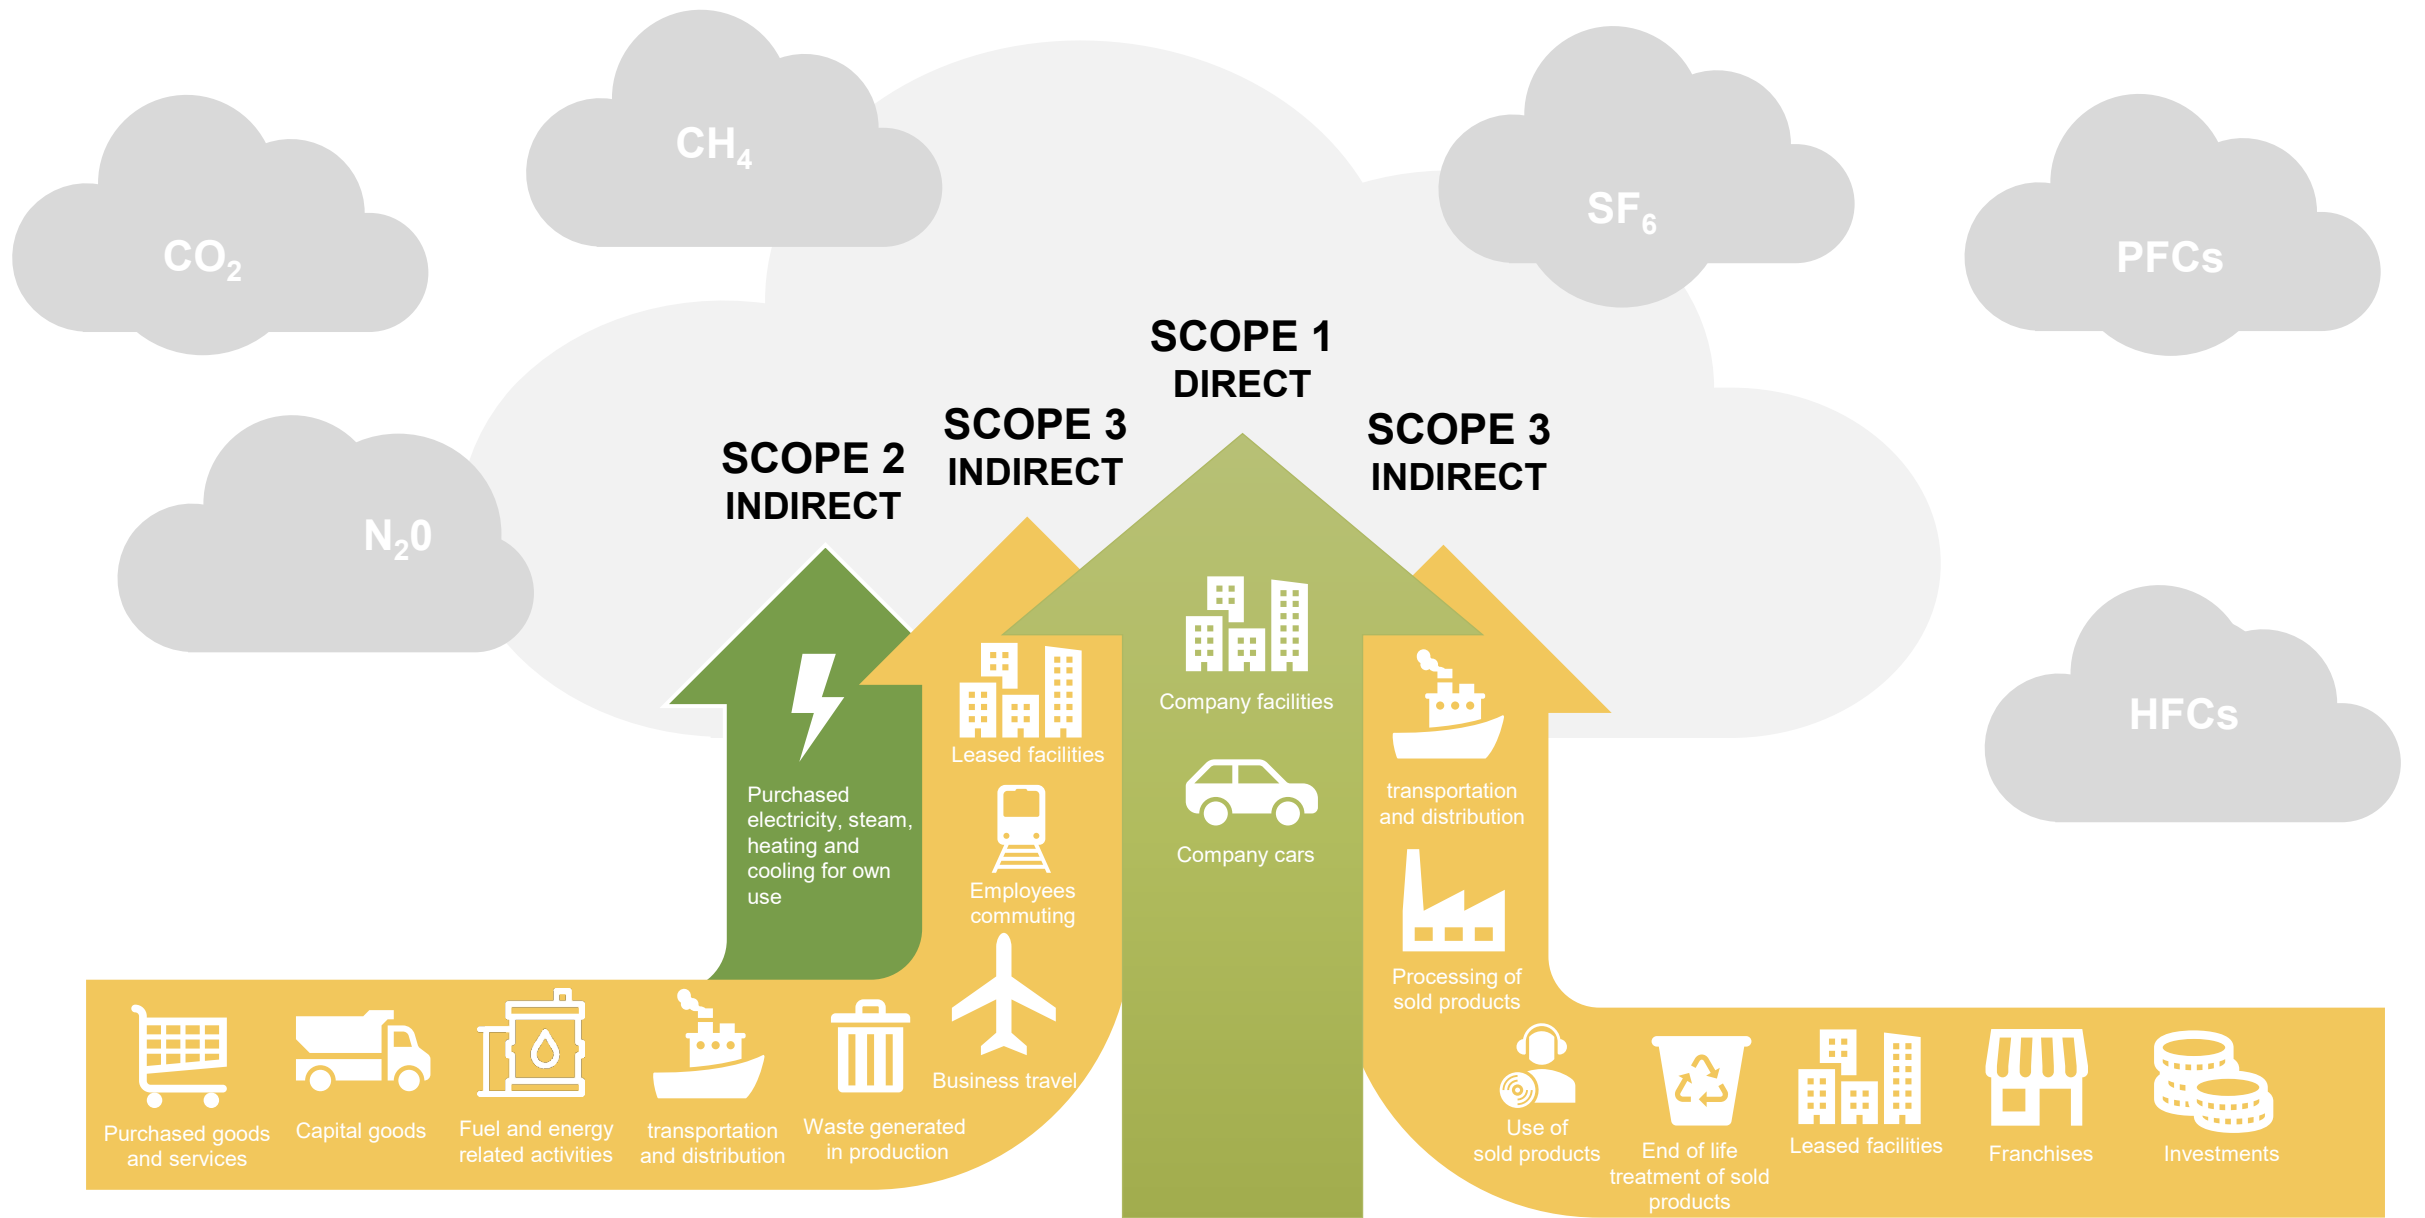 CH4
SF6
CO2
PFCs
SCOPE 1
DIRECT
SCOPE 3
INDIRECT
SCOPE 3
INDIRECT
SCOPE 2
INDIRECT
N20
HFCs
Company facilities
Company cars
Purchased
electricity, steam,
heating and
cooling for own
use
Leased facilities
Employees
commuting
Business travel
transportation
and distribution
Processing of
sold products
Purchased goods
and services
Capital goods
Fuel and energy
related activities
transportation
and distribution
Waste generated
in production
Use of
sold products
End of life
treatment of sold
products
Leased facilities
Franchises
Investments